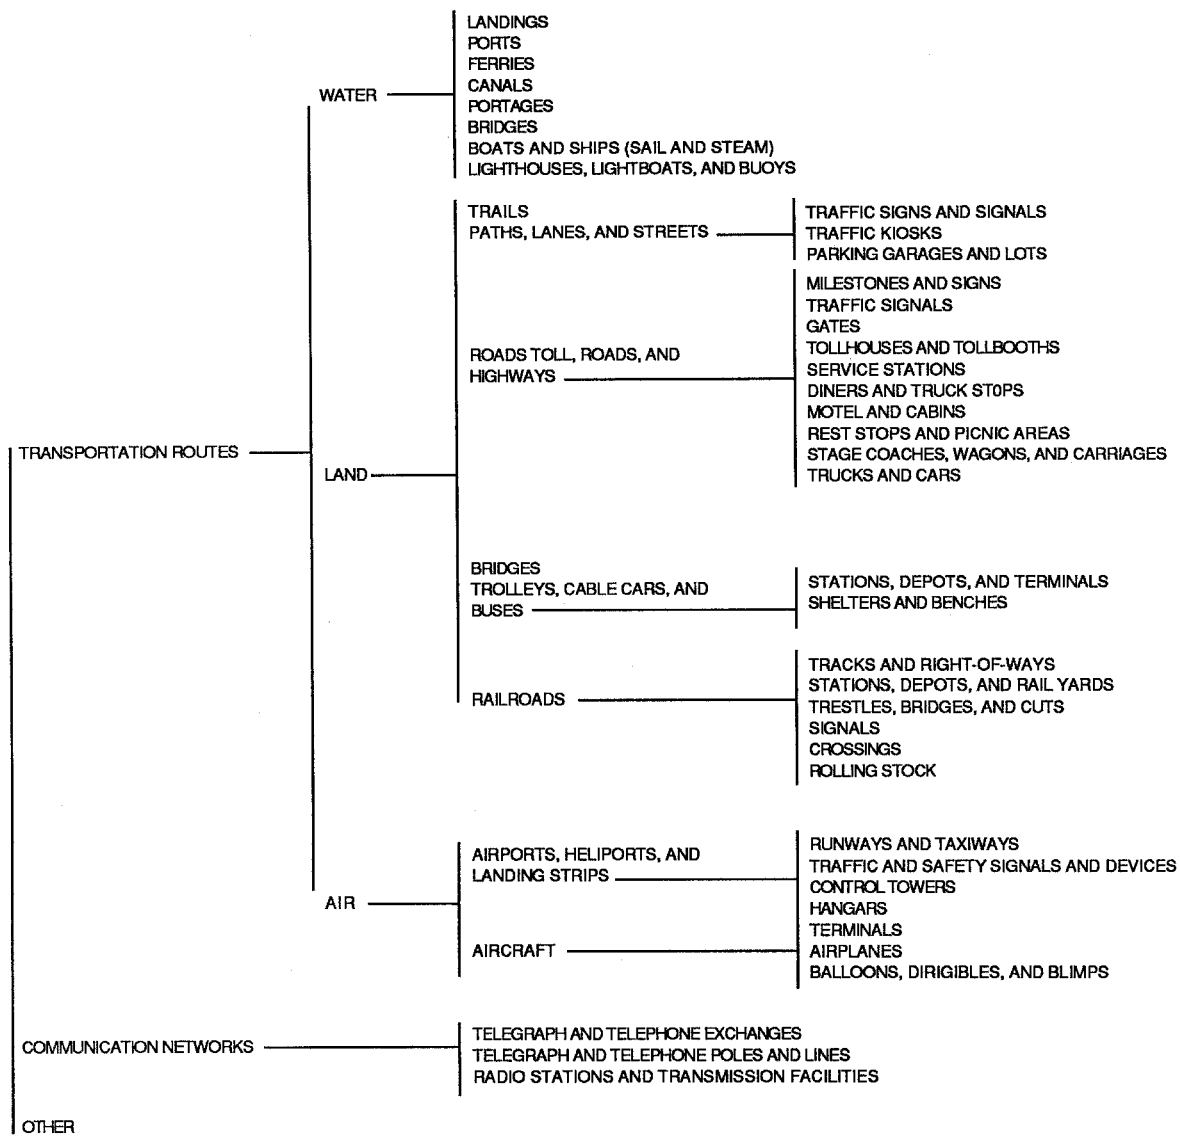 LANDINGS
PORTS
FERRIES
CANALS
WATER
PORTAGES
BRIDGES
BOATS AND SHIPS (SAIL AND STEAM)
LIGHTHOUSES, LIGHTBOATS, AND BUOYS
TRAILS
PATHS, LANES, AND STREETS
TRAFFIC SIGNS AND SIGNALS
TRAFFIC KIOSKS
PARKING GARAGES AND LOTS
MILESTONES AND SIGNS
TRAFFIC SIGNALS
GATES
ROADS TOLL, ROADS, AND
HIGHWAYS
TOLLHOUSES AND TOLLBOOTHS
SERVICE STATIONS
DINERS AND TRUCK STOPS
MOTEL AND CABINS
REST STOPS AND PICNIC AREAS
STAGE COACHES, WAGONS, AND CARRIAGES
TRUCKS AND CARS
TRANSPORTATION ROUTES
LAND
BRIDGES
TROLLEYS, CABLE CARS, AND
BUSES
STATIONS, DEPOTS, AND TERMINALS
SHELTERS AND BENCHES
RAILROADS
TRACKS AND RIGHT-OF-WAYS
STATIONS, DEPOTS, AND RAIL YARDS
TRESTLES, BRIDGES, AND CUTS
SIGNALS
CROSSINGS
ROLLING STOCK
AIR
AIRPORTS, HELIPORTS, AND
LANDING STRIPS
RUNWAYS AND TAXIWAYS
TRAFFIC AND SAFETY SIGNALS AND DEVICES
CONTROL TOWERS
HANGARS
TERMINALS
AIRCRAFT
AIRPLANES
BALLOONS, DIRIGIBLES, AND BLIMPS
COMMUNICATION NETWORKS
TELEGRAPH AND TELEPHONE EXCHANGES
TELEGRAPH AND TELEPHONE POLES AND LINES
RADIO STATIONS AND TRANSMISSION FACILITIES
OTHER